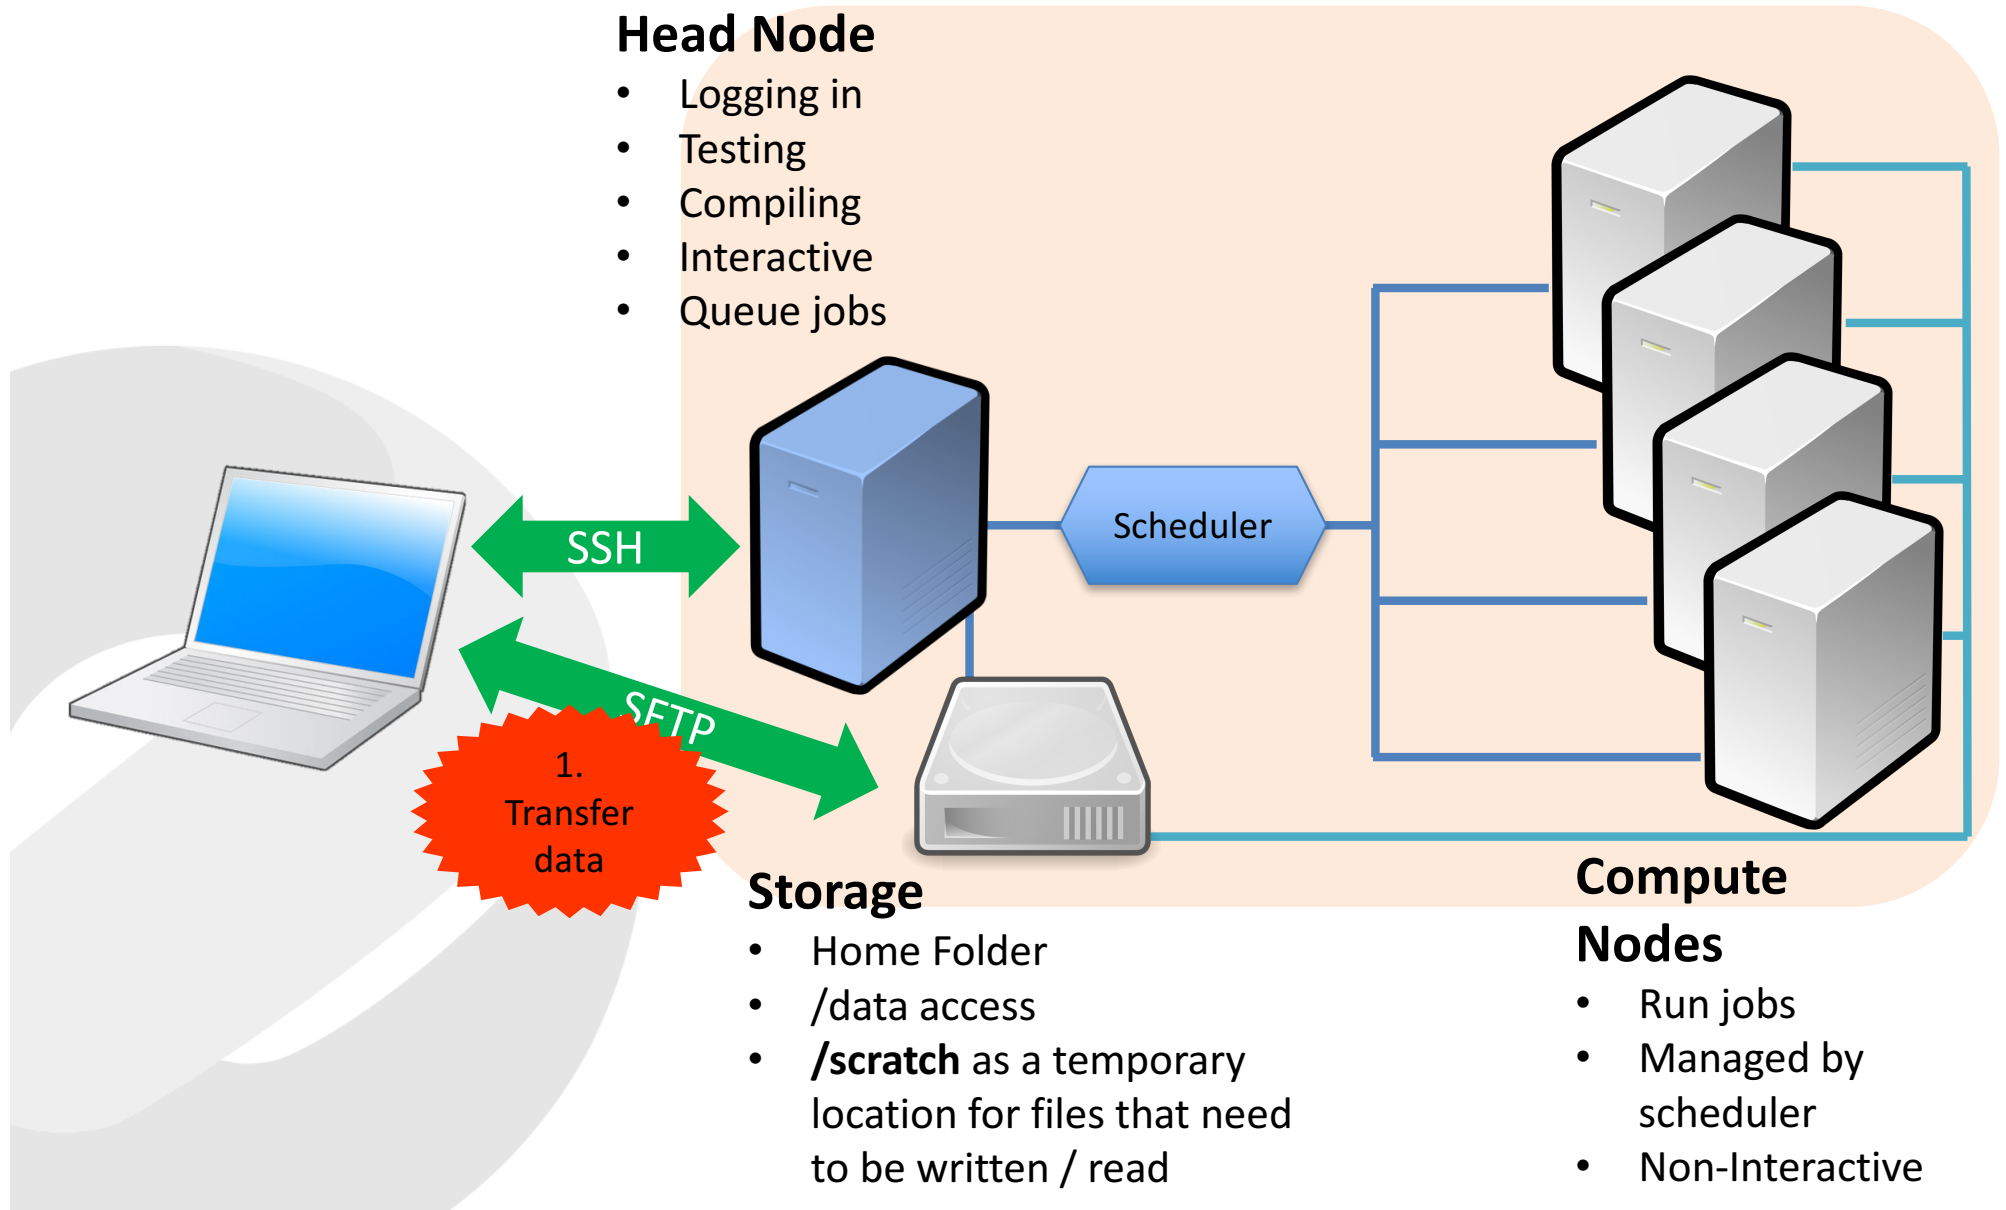 Head Node
• Logging in
• Testing
• Compiling
• Interactive
• Queue jobs
SSH
Scheduler
SFTP
1.
Transfer
data
Storage
• Home Folder
• /data access
• /scratch as a temporary
location for files that need
to be written / read
Compute
Nodes
• Run jobs
• Managed by
scheduler
• Non-Interactive